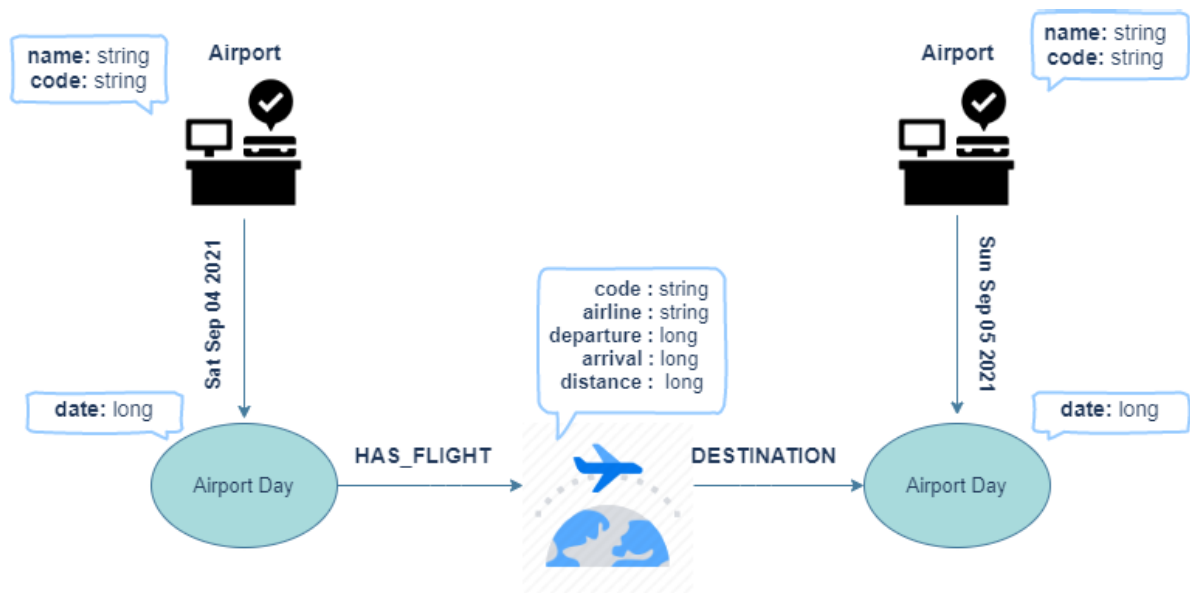 name: string
code: string
Airport
Airport
name: string
code: string
Sat Sep 04 2021
Sun Sep 05 2021
code : string
airline : string
departure : long
arrival : long
distance : long
date: long
date: long
Airport Day
HAS_FLIGHT
DESTINATION
Airport Day